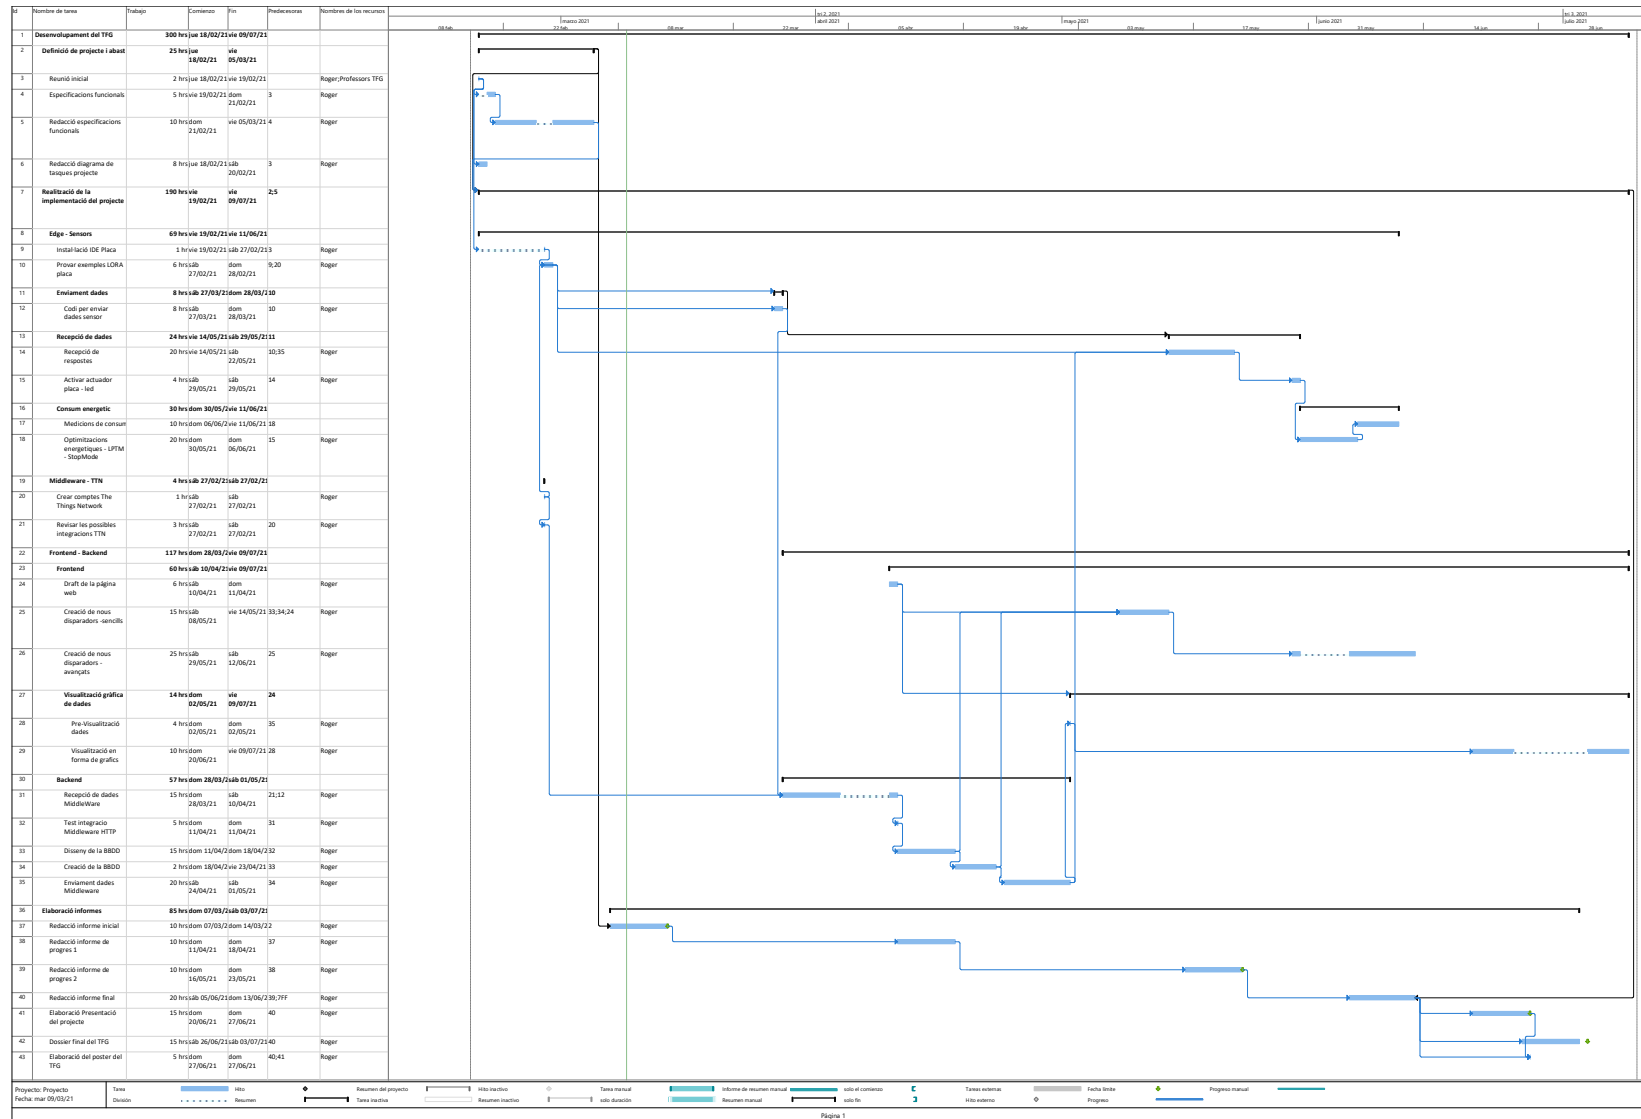 Id Nombre de tarea Trabajo Comienzo Fin Predecesoras Nombres de los recursos
tri 2, 2021 tri 3, 2021
marzo 2021 abril 2021 mayo 2021 junio 2021 julio 2021
08 feb 22 feb 08 mar 22 mar 05 abr 19 abr 03 may 17 may 31 may 14 jun 28 jun
1 Desenvolupament del TFG 300 hrs jue 18/02/21 vie 09/07/21
2 Definició de projecte i abast 25 hrs jue 18/02/21 vie 05/03/21
3 Reunió inicial 2 hrs jue 18/02/21 vie 19/02/21 Roger;Professors TFG
4 Especificacions funcionals 5 hrs vie 19/02/21 dom 21/02/21 3 Roger
5 Redacció especificacions funcionals 10 hrs dom 21/02/21 vie 05/03/21 4 Roger
6 Redacció diagrama de tasques projecte 8 hrs jue 18/02/21 sáb 20/02/21 3 Roger
7 Realització de la implementació del projecte 190 hrs vie 19/02/21 vie 09/07/21 2;5
8 Edge - Sensors 69 hrs vie 19/02/21 vie 11/06/21
9 Instal·lació IDE Placa 1 hr vie 19/02/21 sáb 27/02/21 3 Roger
10 Provar exemples LORA placa 6 hrs sáb 27/02/21 dom 28/02/21 9;20 Roger
11 Enviament dades 8 hrs sáb 27/03/21 dom 28/03/21 10
12 Codi per enviar dades sensor 8 hrs sáb 27/03/21 dom 28/03/21 10 Roger
13 Recepció de dades 24 hrs vie 14/05/21 sáb 29/05/21 11
14 Recepció de respostes 20 hrs vie 14/05/21 sáb 22/05/21 10;35 Roger
15 Activar actuador placa - led 4 hrs sáb 29/05/21 sáb 29/05/21 14 Roger
16 Consum energetic 30 hrs dom 30/05/2 vie 11/06/21
17 Medicions de consum 10 hrs dom 06/06/2 vie 11/06/21 18 Roger
18 Optimitzacions energetiques - LPTM - StopMode 20 hrs dom 30/05/21 dom 06/06/21 15 Roger
19 Middleware - TTN 4 hrs sáb 27/02/21 sáb 27/02/21
20 Crear comptes The Things Network 1 hr sáb 27/02/21 sáb 27/02/21 Roger
21 Revisar les possibles integracions TTN 3 hrs sáb 27/02/21 sáb 27/02/21 20 Roger
22 Frontend - Backend 117 hrs dom 28/03/2 vie 09/07/21
23 Frontend 60 hrs sáb 10/04/21 vie 09/07/21
24 Draft de la página web 6 hrs sáb 10/04/21 dom 11/04/21 Roger
25 Creació de nous disparadors -sencills 15 hrs sáb 08/05/21 vie 14/05/21 33;34;24 Roger
26 Creació de nous disparadors - avançats 25 hrs sáb 29/05/21 sáb 12/06/21 25 Roger
27 Visualització gràfica de dades 14 hrs dom 02/05/21 vie 09/07/21 24
28 Pre-Visualització dades 4 hrs dom 02/05/21 dom 02/05/21 35 Roger
29 Visualització en forma de grafics 10 hrs dom 20/06/21 vie 09/07/21 28 Roger
30 Backend 57 hrs dom 28/03/2 sáb 01/05/21
31 Recepció de dades MiddleWare 15 hrs dom 28/03/21 sáb 10/04/21 21;12 Roger
32 Test integracio Middleware HTTP 5 hrs dom 11/04/21 dom 11/04/21 31 Roger
33 Disseny de la BBDD 15 hrs dom 11/04/2 dom 18/04/2 32 Roger
34 Creació de la BBDD 2 hrs dom 18/04/2 vie 23/04/21 33 Roger
35 Enviament dades Middleware 20 hrs sáb 24/04/21 sáb 01/05/21 34 Roger
36 Elaboració informes 85 hrs dom 07/03/2 sáb 03/07/21
37 Redacció informe inicial 10 hrs dom 07/03/2 dom 14/03/2 2 Roger
38 Redacció informe de progres 1 10 hrs dom 11/04/21 dom 18/04/21 37 Roger
39 Redacció informe de progres 2 10 hrs dom 16/05/21 dom 23/05/21 38 Roger
40 Redacció informe final 20 hrs sáb 05/06/21 dom 13/06/2 39;7FF Roger
41 Elaboració Presentació del projecte 15 hrs dom 20/06/21 dom 27/06/21 40 Roger
42 Dossier final del TFG 15 hrs sáb 26/06/21 sáb 03/07/21 40 Roger
43 Elaboración del poster del TFG 5 hrs dom 27/06/21 dom 27/06/21 40;41 Roger
Proyecto: Proyecto
Fecha: mar 09/03/21
Tarea Hito Resumen del proyecto Hito inactivo Tarea manual Informe de resumen manual solo el comienzo Tareas externas Fecha límite Progreso manual
División Resumen Tarea inactiva Resumen inactivo solo duración Resumen manual solo fin Hito externo Progreso
Página 1